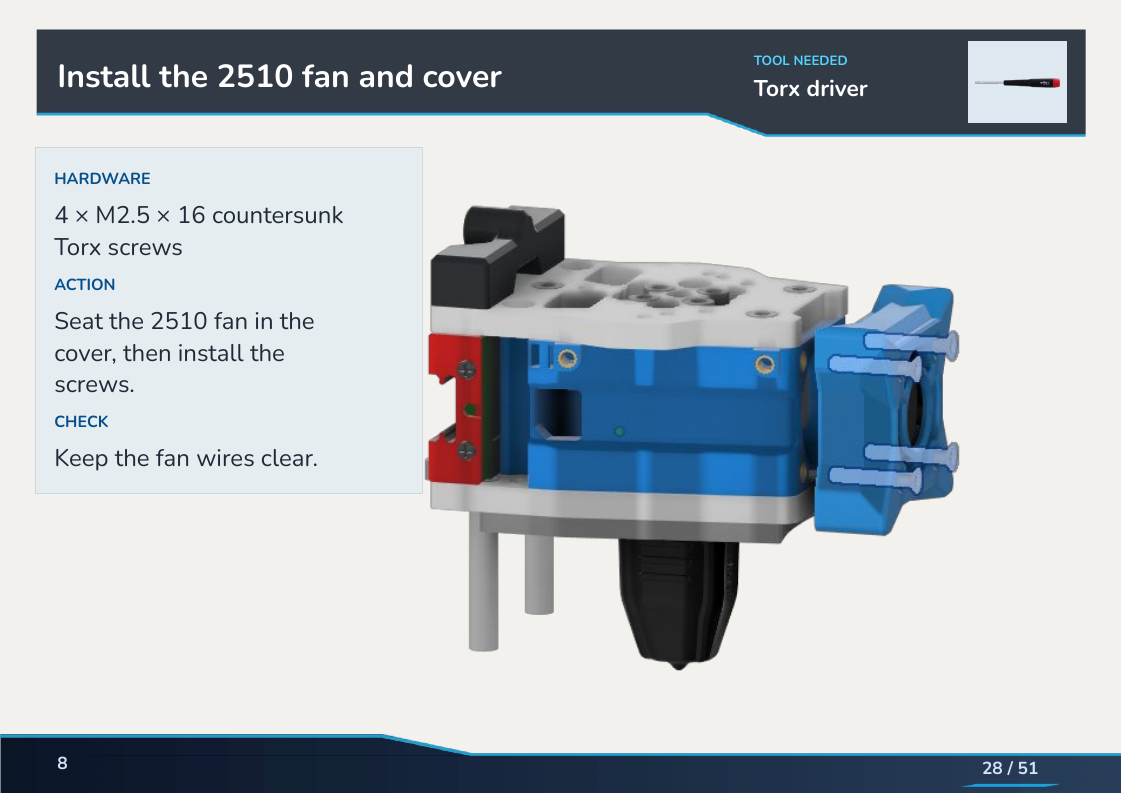 Install the 2510 fan and cover
TOOL NEEDED
Torx driver
HARDWARE
4 × M2.5 × 16 countersunk
Torx screws
ACTION
Seat the 2510 fan in the
cover, then install the
screws.
CHECK
Keep the fan wires clear.
8
28 / 51